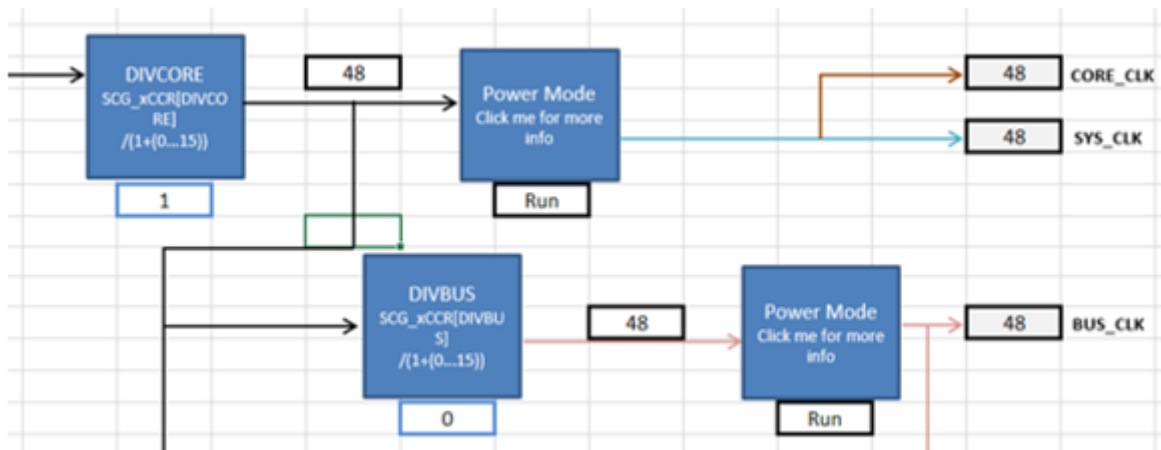 DIVCORE
SCG_xCCR[DIVCO
RE]
/(1+(0...15))
1
48
Power Mode
Click me for more
info
Run
48
CORE_CLK
48
SYS_CLK
DIVBUS
SCG_xCCR[DIVBU
S]
/(1+(0...15))
0
48
Power Mode
Click me for more
info
Run
48
BUS_CLK